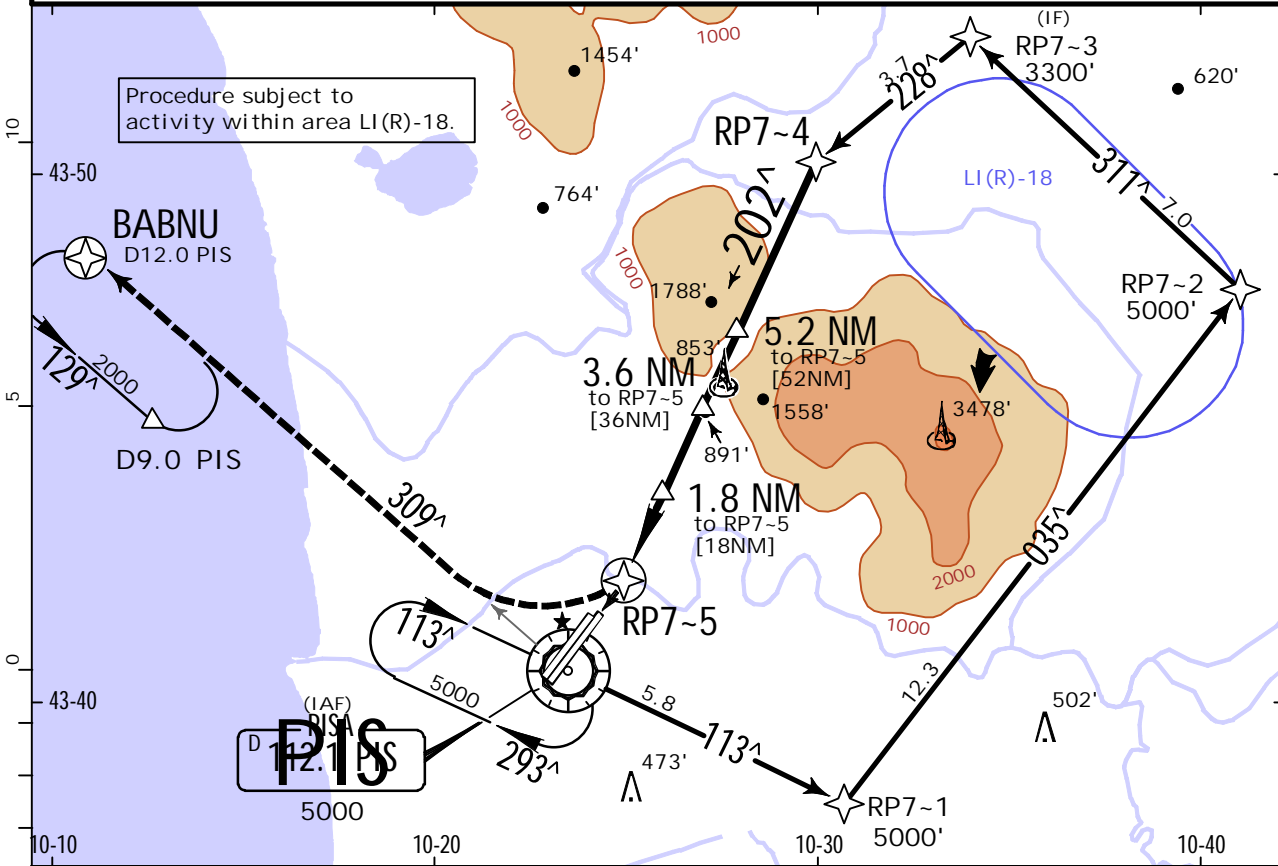 (IF)
RP7~3
3300'
1000
1454'
620'
3.7
228^
Procedure subject to
activity within area LI(R)-18.
1000
10
RP7~4
43-50
LI(R)-18
311^
7.0
764'
202^
BABNU
D12.0 PIS
1000
RP7~2
5000'
1788'
853'
5.2 NM
to RP7~5
[52NM]
3.6 NM
to RP7~5
[36NM]
2000
129^
5
1558'
3478'
891'
D9.0 PIS
1.8 NM
to RP7~5
[18NM]
309^
035^
2000
1000
RP7~5
113^
0
5000
5.8
12.3
43-40
(IAF)
PISA
PIS
D
112.1 PIS
5000
293^
113^
502'
473'
RP7~1
5000'
10-10
10-20
10-30
10-40